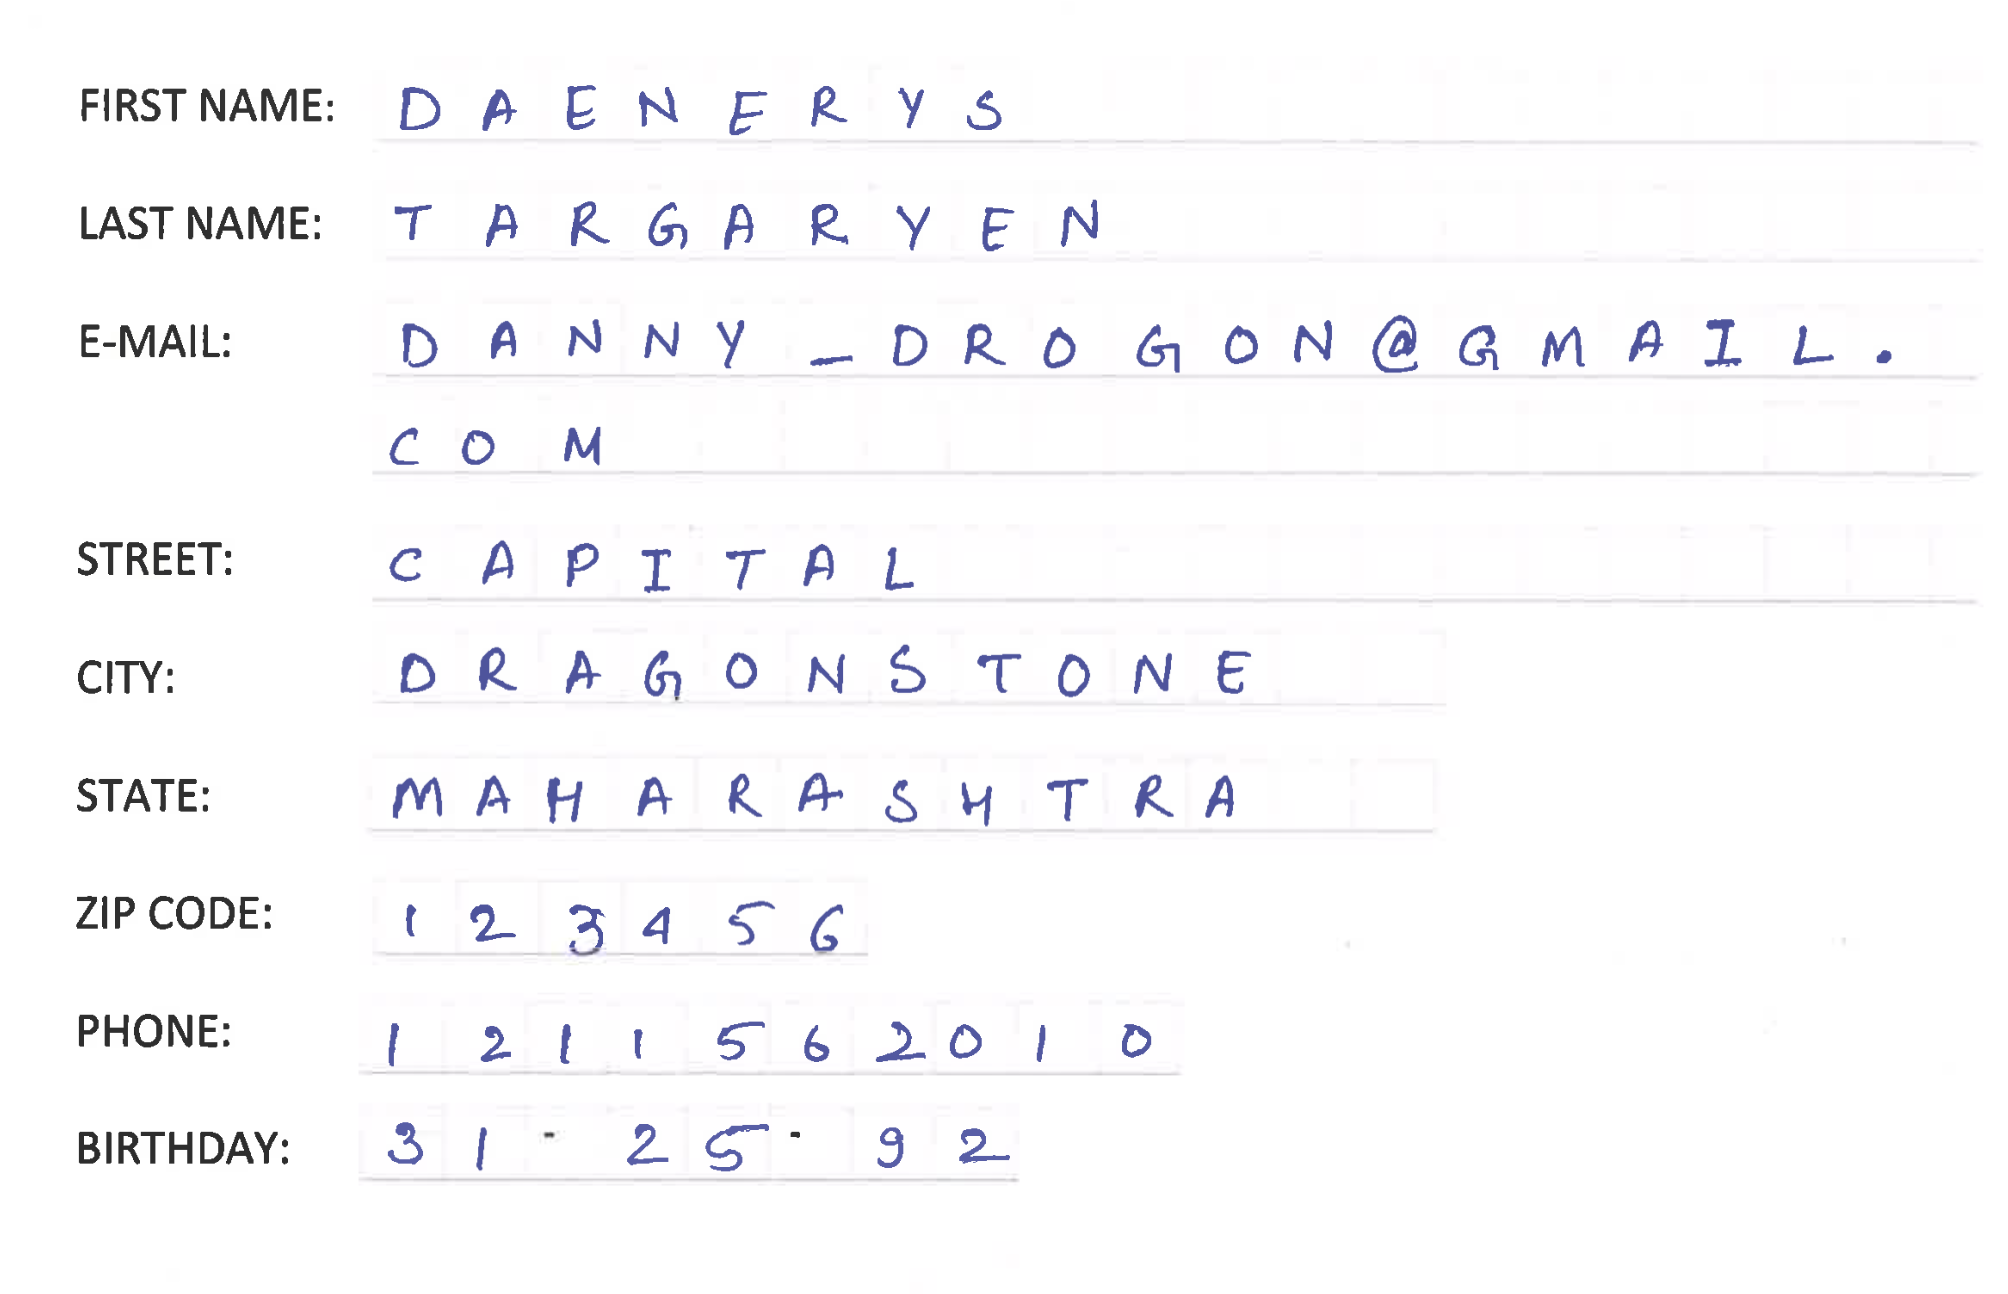 FIRST NAME: DAENERYS
LAST NAME: TARGARYEN
E-MAIL: DANNY_DROGON@GMAIL.
COM
STREET: CAPITAL
CITY: DRAGONSTONE
STATE: MAHARASHTRA
ZIP CODE: 123456
PHONE: 1211562010
BIRTHDAY: 31-25-92